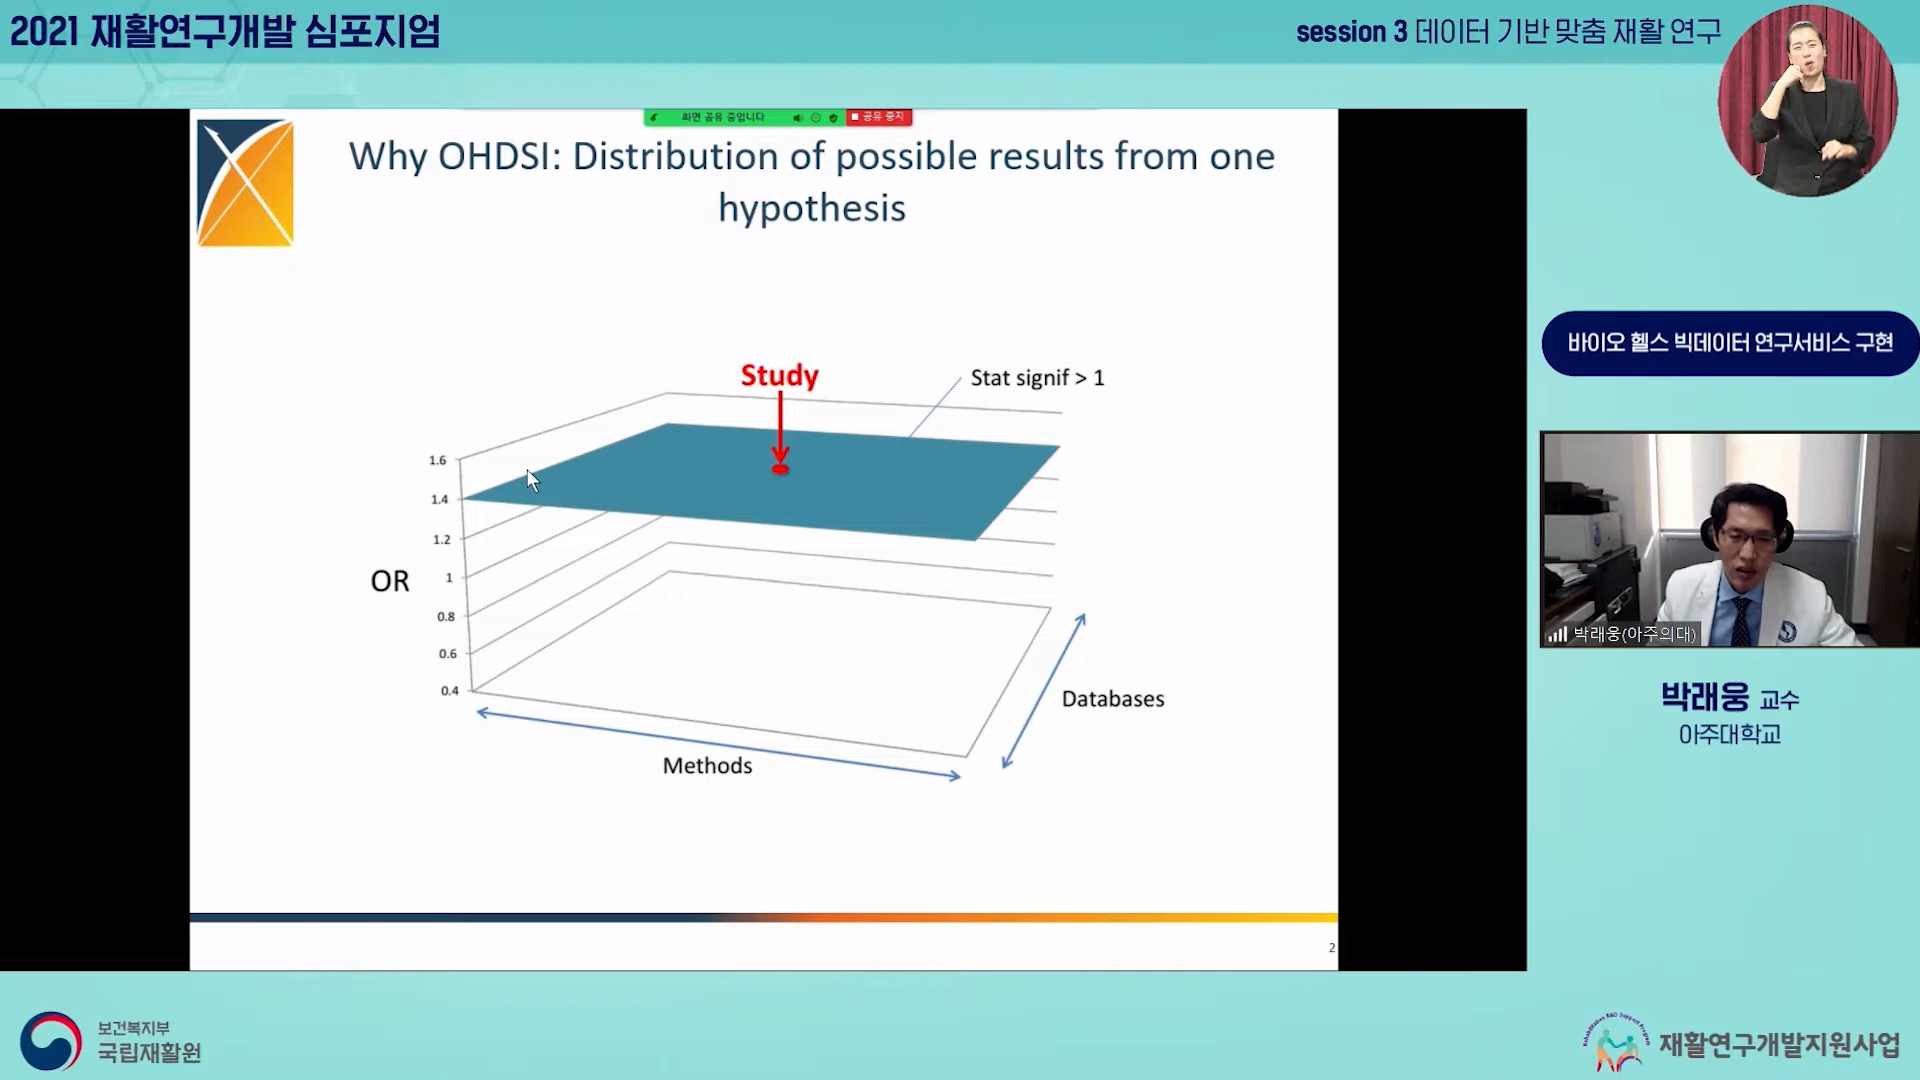 2021 재활연구개발 심포지엄
session 3 데이터 기반 맞춤 재활 연구
화면 공유 중입니다
공유 중지
Why OHDSI: Distribution of possible results from one
hypothesis
Study
Stat signif > 1
1.6
1.4
1.2
1
0.8
0.6
0.4
OR
Databases
Methods
2
바이오 헬스 빅데이터 연구서비스 구현
박래웅(아주의대)
박래웅 교수
아주대학교
보건복지부
국립재활원
Rehabilitation R&D Support Program
재활연구개발지원사업